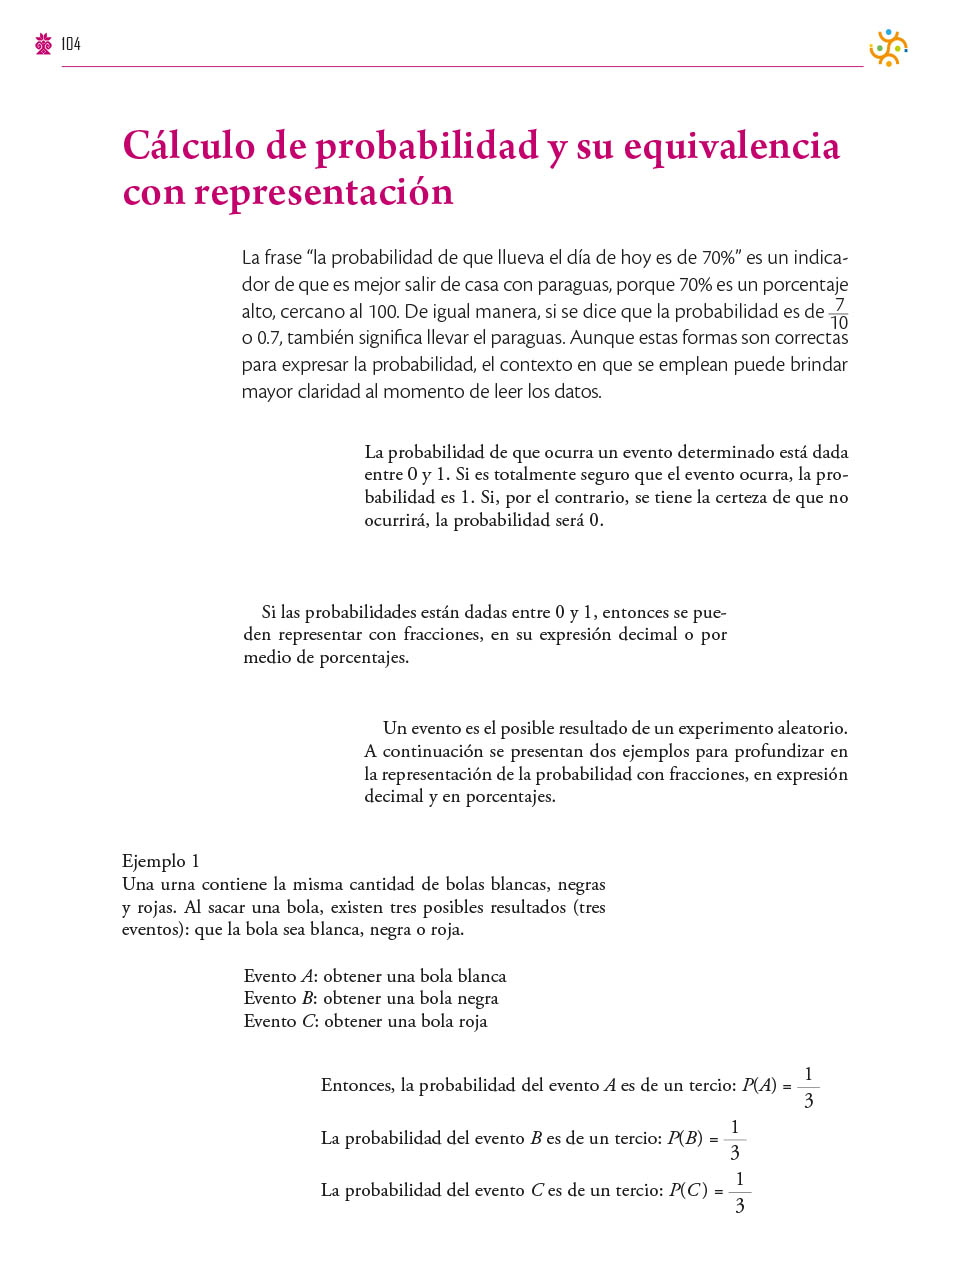 104
Cálculo de probabilidad y su equivalencia
con representación
La frase “la probabilidad de que llueva el día de hoy es de 70%” es un indica-
dor de que es mejor salir de casa con paraguas, porque 70% es un porcentaje
alto, cercano al 100. De igual manera, si se dice que la probabilidad es de 7/10
o 0.7, también significa llevar el paraguas. Aunque estas formas son correctas
para expresar la probabilidad, el contexto en que se emplean puede brindar
mayor claridad al momento de leer los datos.
La probabilidad de que ocurra un evento determinado está dada
entre 0 y 1. Si es totalmente seguro que el evento ocurra, la pro-
babilidad es 1. Si, por el contrario, se tiene la certeza de que no
ocurrirá, la probabilidad será 0.
Si las probabilidades están dadas entre 0 y 1, entonces se pue-
den representar con fracciones, en su expresión decimal o por
medio de porcentajes.
Un evento es el posible resultado de un experimento aleatorio.
A continuación se presentan dos ejemplos para profundizar en
la representación de la probabilidad con fracciones, en expresión
decimal y en porcentajes.
Ejemplo 1
Una urna contiene la misma cantidad de bolas blancas, negras
y rojas. Al sacar una bola, existen tres posibles resultados (tres
eventos): que la bola sea blanca, negra o roja.
Evento A: obtener una bola blanca
Evento B: obtener una bola negra
Evento C: obtener una bola roja
Entonces, la probabilidad del evento A es de un tercio: P(A) = 1/3
La probabilidad del evento B es de un tercio: P(B) = 1/3
La probabilidad del evento C es de un tercio: P(C) = 1/3